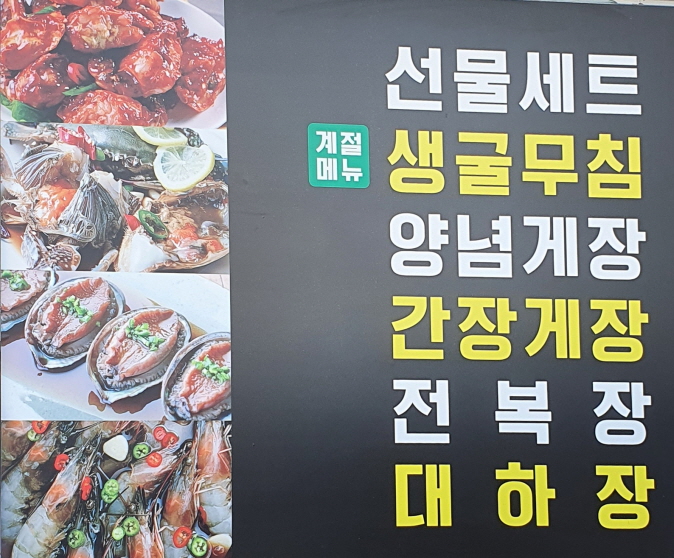 선물세트
계절
메뉴
생굴무침
양념게장
간장게장
전복장
대하장